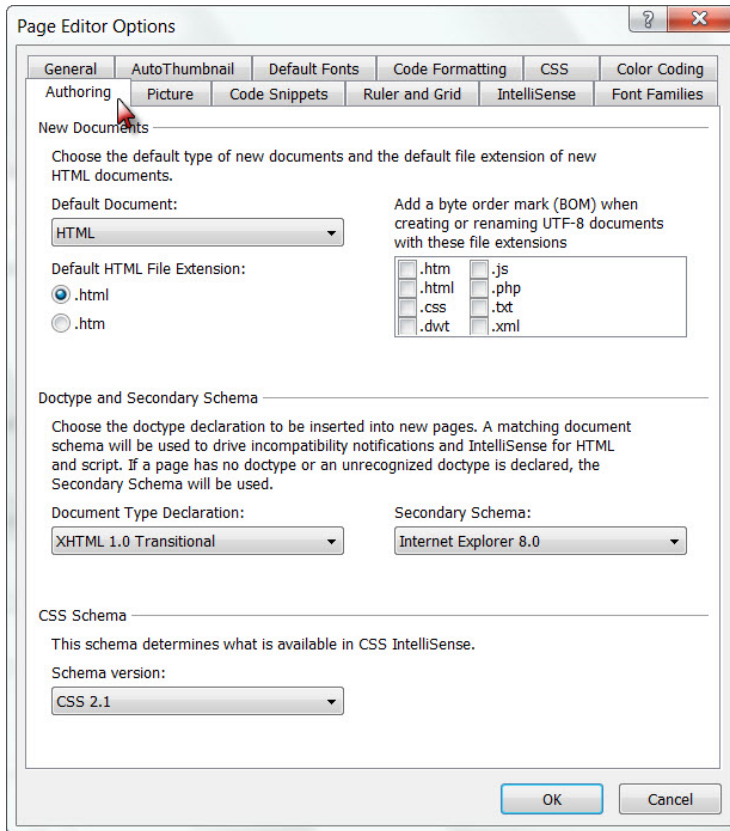 Page Editor Options
General AutoThumbnail Default Fonts Code Formatting CSS Color Coding
Authoring Picture Code Snippets Ruler and Grid IntelliSense Font Families
New Documents
Choose the default type of new documents and the default file extension of new
HTML documents.
Default Document:
HTML
Default HTML File Extension:
.html
.htm
Add a byte order mark (BOM) when
creating or renaming UTF-8 documents
with these file extensions
.htm .js
.html .php
.css .txt
.dwt .xml
Doctype and Secondary Schema
Choose the doctype declaration to be inserted into new pages. A matching document
schema will be used to drive incompatibility notifications and IntelliSense for HTML
and script. If a page has no doctype or an unrecognized doctype is declared, the
Secondary Schema will be used.
Document Type Declaration:
XHTML 1.0 Transitional
Secondary Schema:
Internet Explorer 8.0
CSS Schema
This schema determines what is available in CSS IntelliSense.
Schema version:
CSS 2.1
OK Cancel